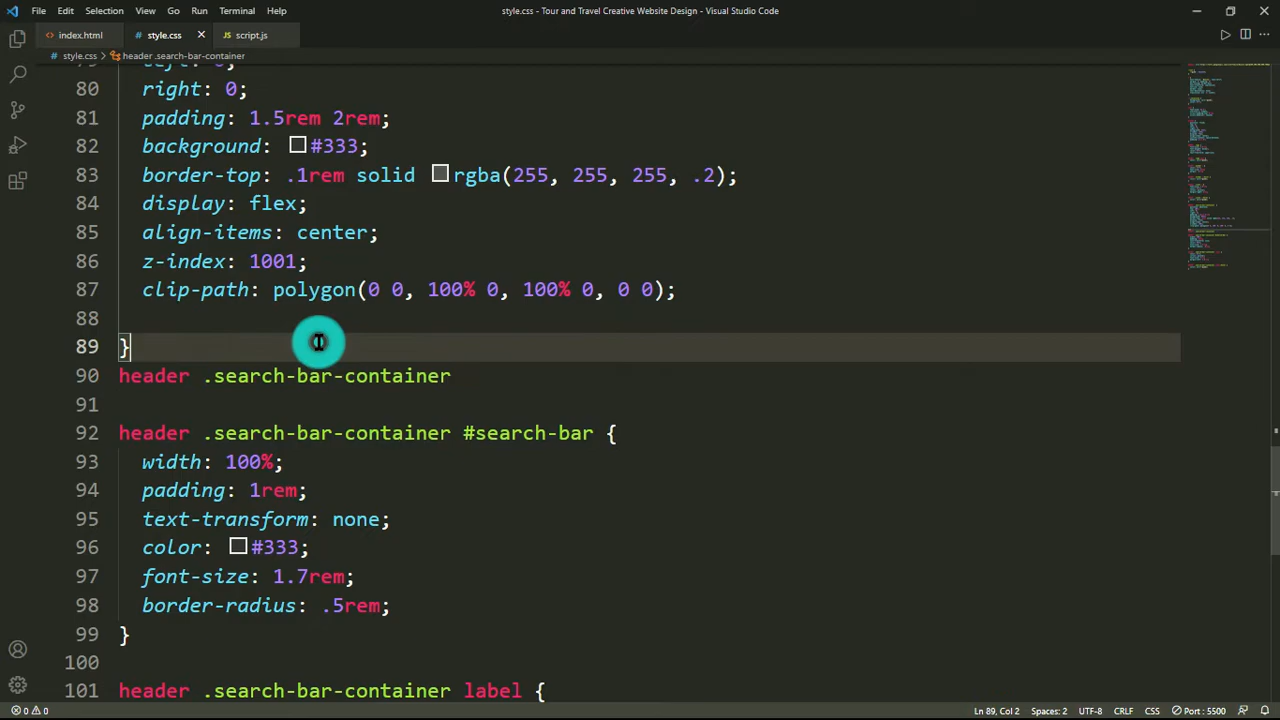 File Edit Selection View Go Run Terminal Help style.css - Tour and Travel Creative Website Design - Visual Studio Code
index.html style.css script.js
style.css > header .search-bar-container
80 right: 0;
81 padding: 1.5rem 2rem;
82 background: #333;
83 border-top: .1rem solid rgba(255, 255, 255, .2);
84 display: flex;
85 align-items: center;
86 z-index: 1001;
87 clip-path: polygon(0 0, 100% 0, 100% 0, 0 0);
88
89 }
90 header .search-bar-container
91
92 header .search-bar-container #search-bar {
93 width: 100%;
94 padding: 1rem;
95 text-transform: none;
96 color: #333;
97 font-size: 1.7rem;
98 border-radius: .5rem;
99 }
100
101 header .search-bar-container label {
0 0 Ln 89, Col 2 Spaces: 2 UTF-8 CRLF CSS Port : 5500